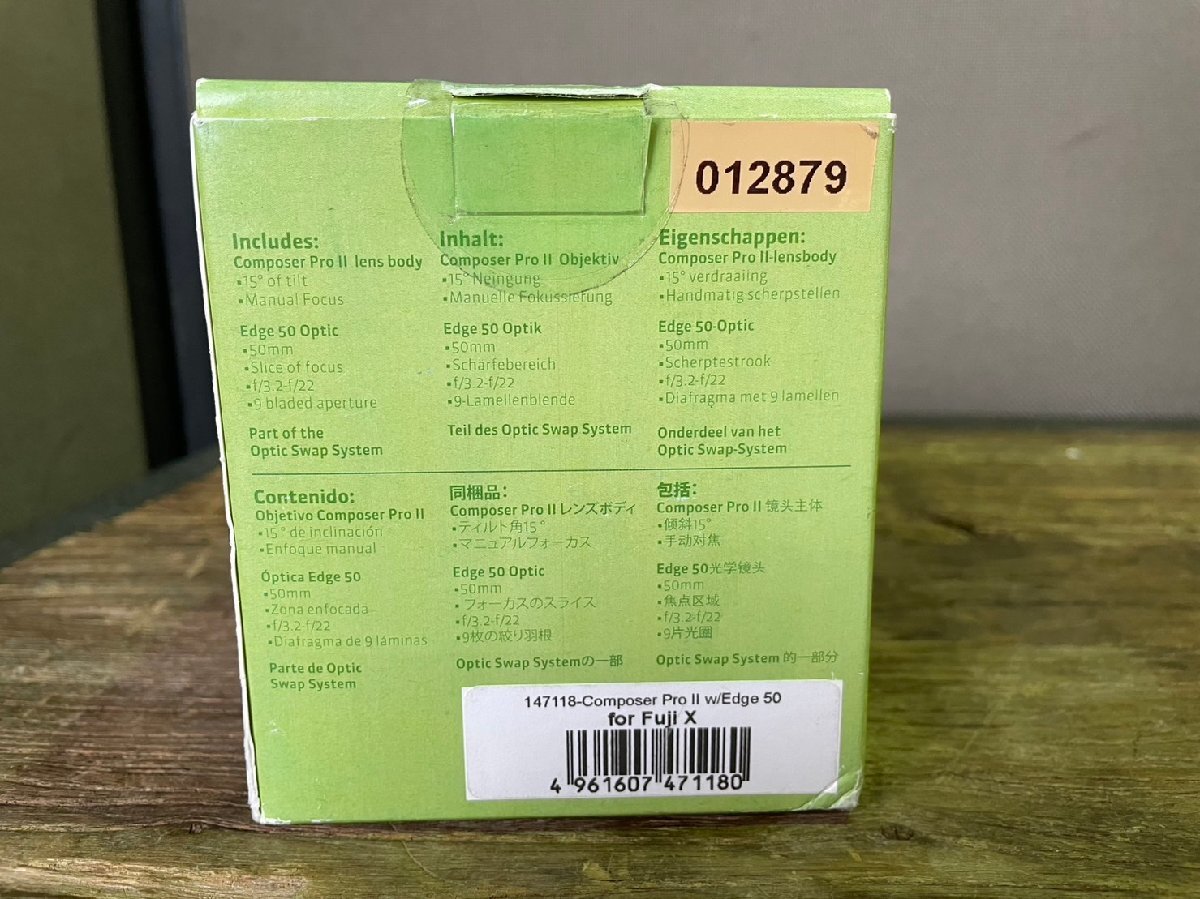 012879
Includes:
Composer Pro II lens body
▪15° of tilt
▪Manual Focus
Edge 50 Optic
▪50mm
▪Slice of focus
▪f/3.2-f/22
▪9 bladed aperture
Part of the
Optic Swap System
Inhalt:
Composer Pro II Objektiv
▪15° Neingung
▪Manuelle Fokussierung
Edge 50 Optik
▪50mm
▪Schärfebereich
▪f/3.2-f/22
▪9-Lamellenblende
Teil des Optic Swap System
Eigenschappen:
Composer Pro II-lensbody
▪15° verdraaiing
▪Handmatig scherpstellen
Edge 50-Optic
▪50mm
▪Scherptestrook
▪f/3.2-f/22
▪Diafragma met 9 lamellen
Onderdeel van het
Optic Swap-System
Contenido:
Objetivo Composer Pro II
▪15° de inclinación
▪Enfoque manual
Óptica Edge 50
▪50mm
▪Zona enfocada
▪f/3.2-f/22
▪Diafragma de 9 láminas
Parte de Optic
Swap System
同梱品：
Composer Pro II レンズボディ
▪ティルト角15°
▪マニュアルフォーカス
Edge 50 Optic
▪50mm
▪フォーカスのスライス
▪f/3.2-f/22
▪9枚の絞り羽根
Optic Swap Systemの一部
包括：
Composer Pro II 镜头主体
▪倾斜15°
▪手动对焦
Edge 50光学镜头
▪50mm
▪焦点区域
▪f/3.2-f/22
▪9片光圈
Optic Swap System 的一部分
147118-Composer Pro II w/Edge 50
for Fuji X
4 961607 471180